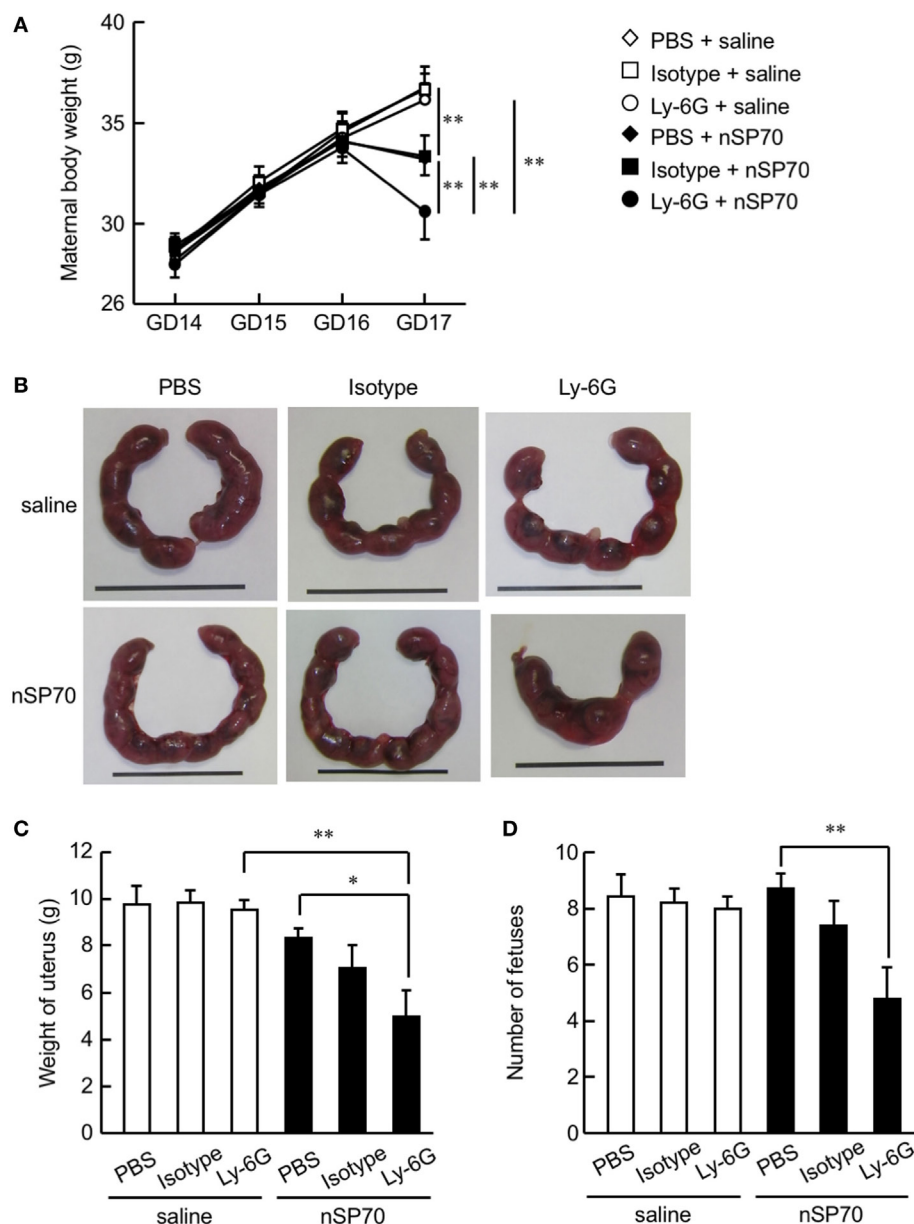 A
Maternal body weight (g)
40
35
30
26
GD14 GD15 GD16 GD17
**
** ** **
PBS + saline
Isotype + saline
Ly-6G + saline
PBS + nSP70
Isotype + nSP70
Ly-6G + nSP70
B
PBS Isotype Ly-6G
saline
nSP70
C
Weight of uterus (g)
12
10
8
6
4
2
0
**
*
PBS Isotype Ly-6G PBS Isotype Ly-6G
saline nSP70
D
Number of fetuses
10
8
6
4
2
0
**
PBS Isotype Ly-6G PBS Isotype Ly-6G
saline nSP70